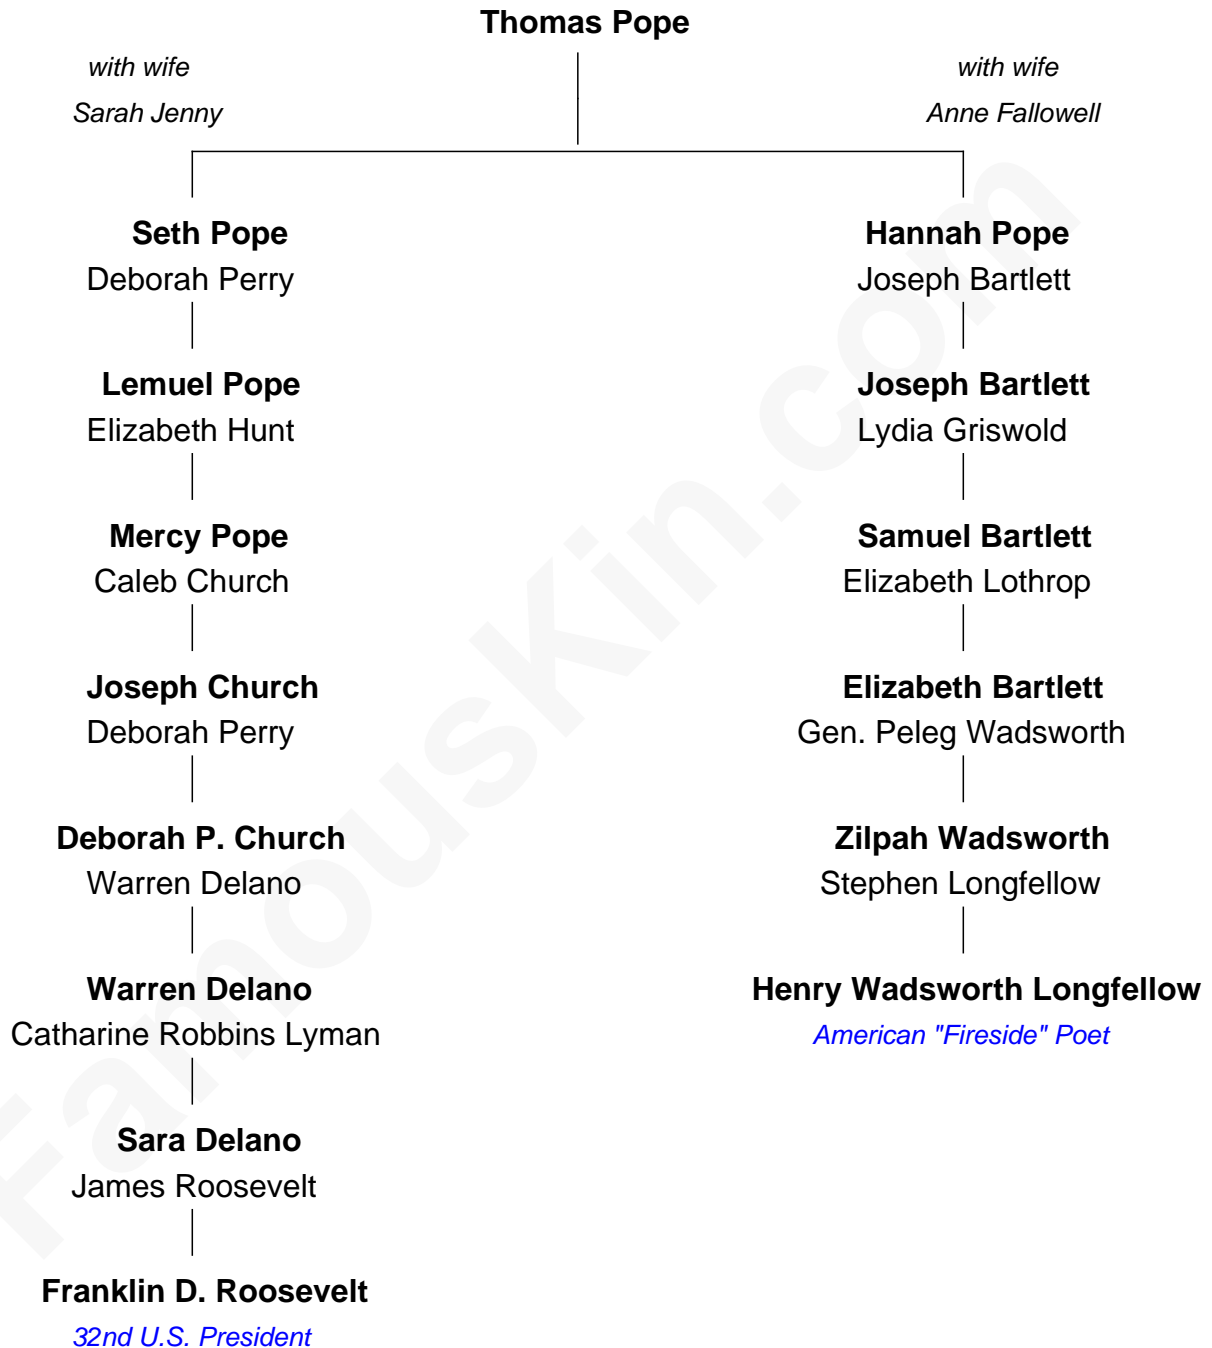 Thomas Pope
with wife
Sarah Jenny
with wife
Anne Fallowell
Seth Pope
Deborah Perry
Hannah Pope
Joseph Bartlett
Lemuel Pope
Elizabeth Hunt
Joseph Bartlett
Lydia Griswold
Mercy Pope
Caleb Church
Samuel Bartlett
Elizabeth Lothrop
Joseph Church
Deborah Perry
Elizabeth Bartlett
Gen. Peleg Wadsworth
Deborah P. Church
Warren Delano
Zilpah Wadsworth
Stephen Longfellow
Warren Delano
Catharine Robbins Lyman
Henry Wadsworth Longfellow
American "Fireside" Poet
Sara Delano
James Roosevelt
Franklin D. Roosevelt
32nd U.S. President
FamousKin.com